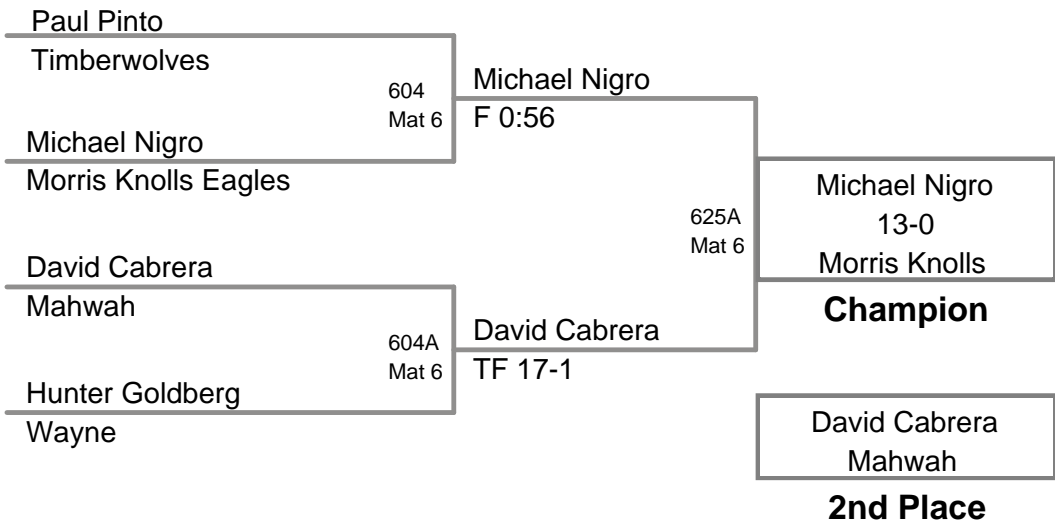 Paul Pinto
Timberwolves
604
Mat 6
Michael Nigro
F 0:56
Michael Nigro
Morris Knolls Eagles
625A
Mat 6
Michael Nigro
13-0
Morris Knolls
Champion
David Cabrera
Mahwah
604A
Mat 6
David Cabrera
TF 17-1
Hunter Goldberg
Wayne
David Cabrera
Mahwah
2nd Place